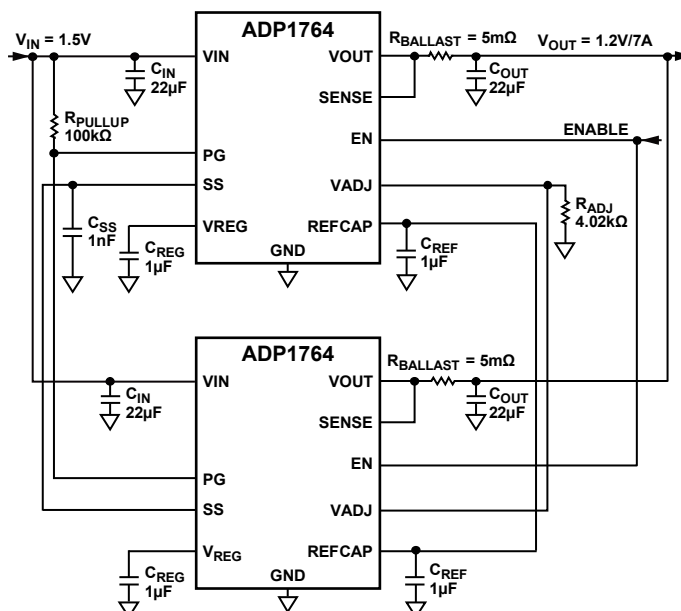 ADP1764
VIN = 1.5V
CIN
22µF
RPULLUP
100kΩ
CSS
1nF
CREG
1µF
VIN
PG
SS
VREG
GND
VOUT
SENSE
EN
VADJ
REFCAP
RBALLAST = 5mΩ
VOUT = 1.2V/7A
COUT
22µF
ENABLE
RADJ
4.02kΩ
CREF
1µF
ADP1764
CIN
22µF
CREG
1µF
VIN
PG
SS
VREG
GND
VOUT
SENSE
EN
VADJ
REFCAP
RBALLAST = 5mΩ
COUT
22µF
CREF
1µF